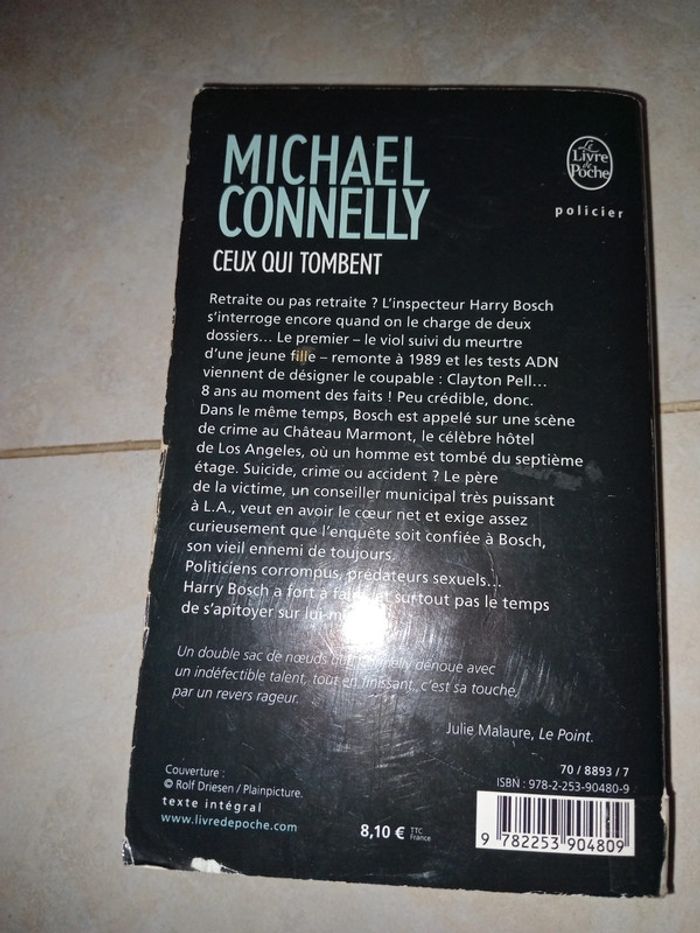 MICHAEL
CONNELLY
CEUX QUI TOMBENT
Le
Livre
de
Poche
policier
Retraite ou pas retraite ? L'inspecteur Harry Bosch
s'interroge encore quand on le charge de deux
dossiers... Le premier – le viol suivi du meurtre
d'une jeune fille – remonte à 1989 et les tests ADN
viennent de désigner le coupable : Clayton Pell...
8 ans au moment des faits ! Peu crédible, donc.
Dans le même temps, Bosch est appelé sur une scène
de crime au Château Marmont, le célèbre hôtel
de Los Angeles, où un homme est tombé du septième
étage. Suicide, crime ou accident ? Le père
de la victime, un conseiller municipal très puissant
à L.A., veut en avoir le cœur net et exige assez
curieusement que l'enquête soit confiée à Bosch,
son vieil ennemi de toujours.
Politiciens corrompus, prédateurs sexuels...
Harry Bosch a fort à faire et surtout pas le temps
de s'apitoyer sur
Un double sac de nœuds que Connelly dénoue avec
un indéfectible talent, tout en finissant, c'est sa touche,
par un revers rageur.
Julie Malaure, Le Point.
70 / 8893 / 7
ISBN : 978-2-253-90480-9
Couverture :
© Rolf Driesen / Plainpicture.
texte intégral
www.livredepoche.com
8,10 € TTC
France
9 782253 904809